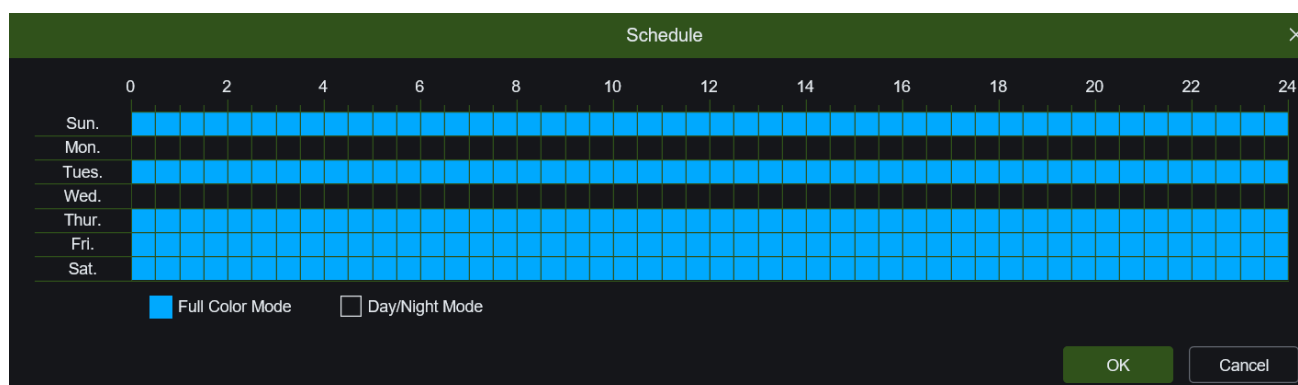 Schedule
0 2 4 6 8 10 12 14 16 18 20 22 24
Sun.
Mon.
Tues.
Wed.
Thur.
Fri.
Sat.
Full Color Mode Day/Night Mode
OK Cancel